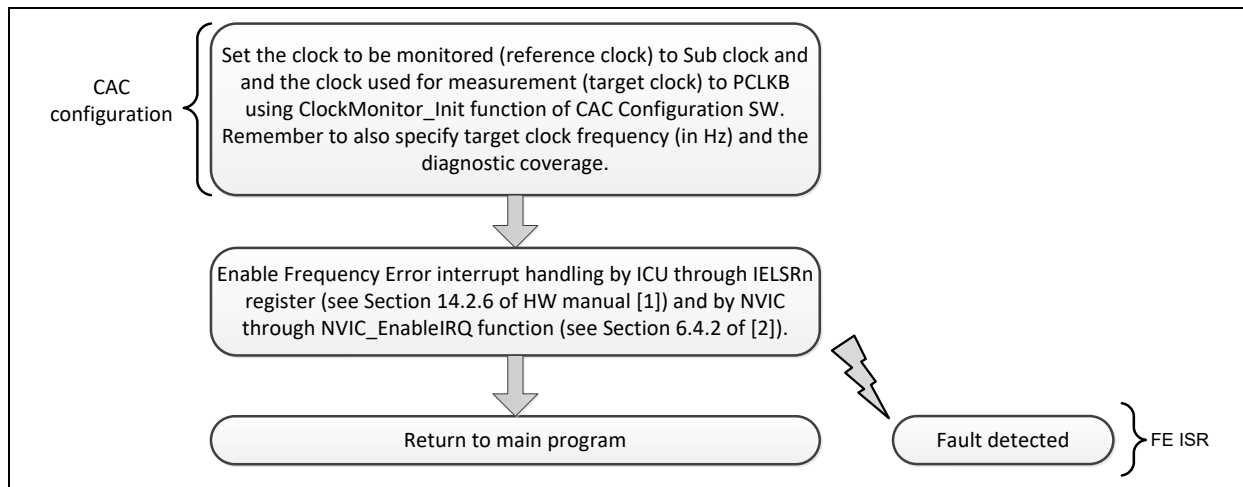 CAC
configuration
Set the clock to be monitored (reference clock) to Sub clock and
and the clock used for measurement (target clock) to PCLKB
using ClockMonitor_Init function of CAC Configuration SW.
Remember to also specify target clock frequency (in Hz) and the
diagnostic coverage.
Enable Frequency Error interrupt handling by ICU through IELSRn
register (see Section 14.2.6 of HW manual [1]) and by NVIC
through NVIC_EnableIRQ function (see Section 6.4.2 of [2]).
Return to main program
Fault detected
FE ISR